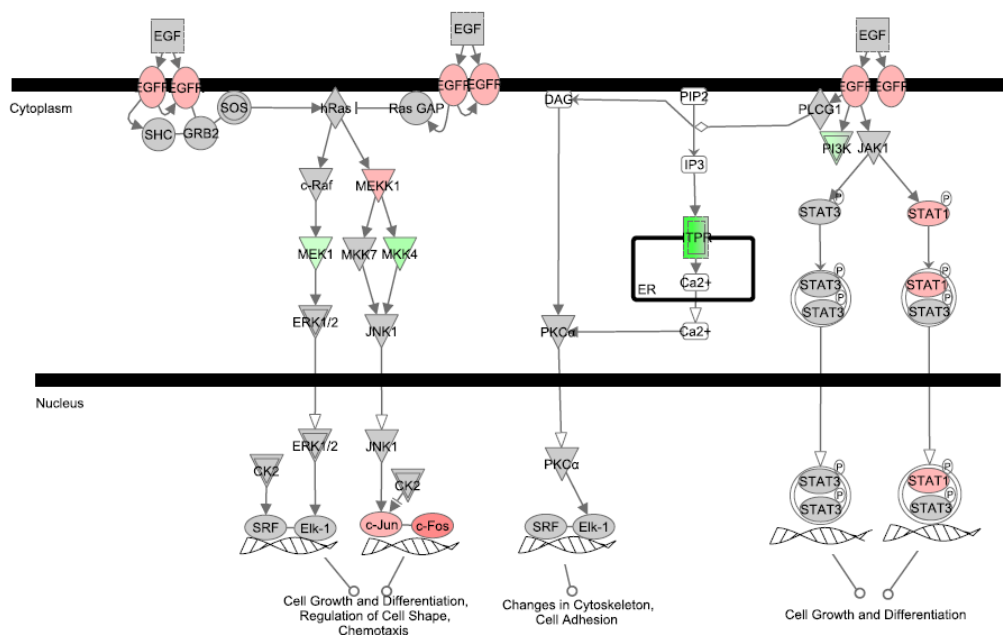 EGF
EGF
EGF
EGFR
EGFR
EGFR
EGFR
EGFR
EGFR
Cytoplasm
SOS
hRas
Ras GAP
DAG
PIP2
PLCG1
SHC
GRB2
PI3K
JAK1
IP3
c-Raf
MEKK1
STAT3
P
STAT1
P
ITPR
MEK1
MKK7
MKK4
ER
Ca2+
STAT3
P
STAT3
P
STAT1
P
STAT3
P
ERK1/2
JNK1
PKCα
Ca2+
Nucleus
ERK1/2
JNK1
PKCα
CK2
CK2
STAT3
P
STAT3
P
STAT1
P
STAT3
P
SRF
Elk-1
c-Jun
c-Fos
SRF
Elk-1
Cell Growth and Differentiation,
Regulation of Cell Shape,
Chemotaxis
Changes in Cytoskeleton,
Cell Adhesion
Cell Growth and Differentiation